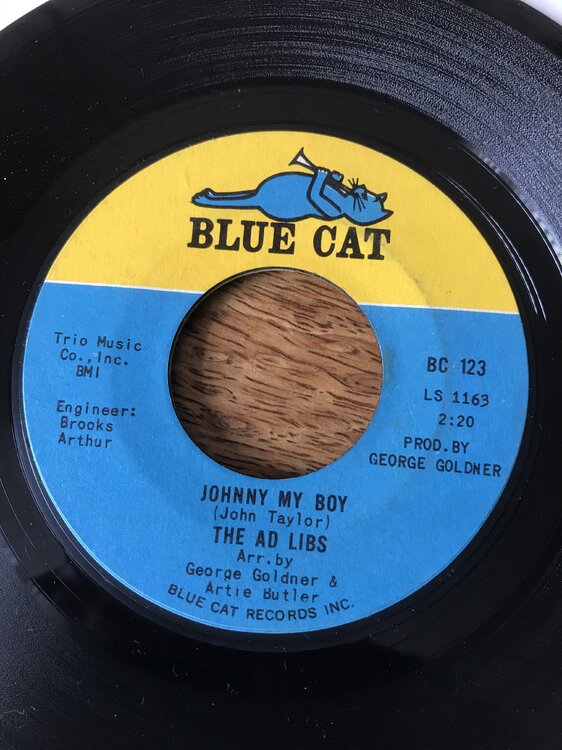 BLUE CAT
Trio Music
Co., Inc.
BMI
Engineer:
Brooks
Arthur
BC 123
LS 1163
2:20
PROD. BY
GEORGE GOLDNER
JOHNNY MY BOY
(John Taylor)
THE AD LIBS
Arr. by
George Goldner &
Artie Butler
BLUE CAT RECORDS INC.